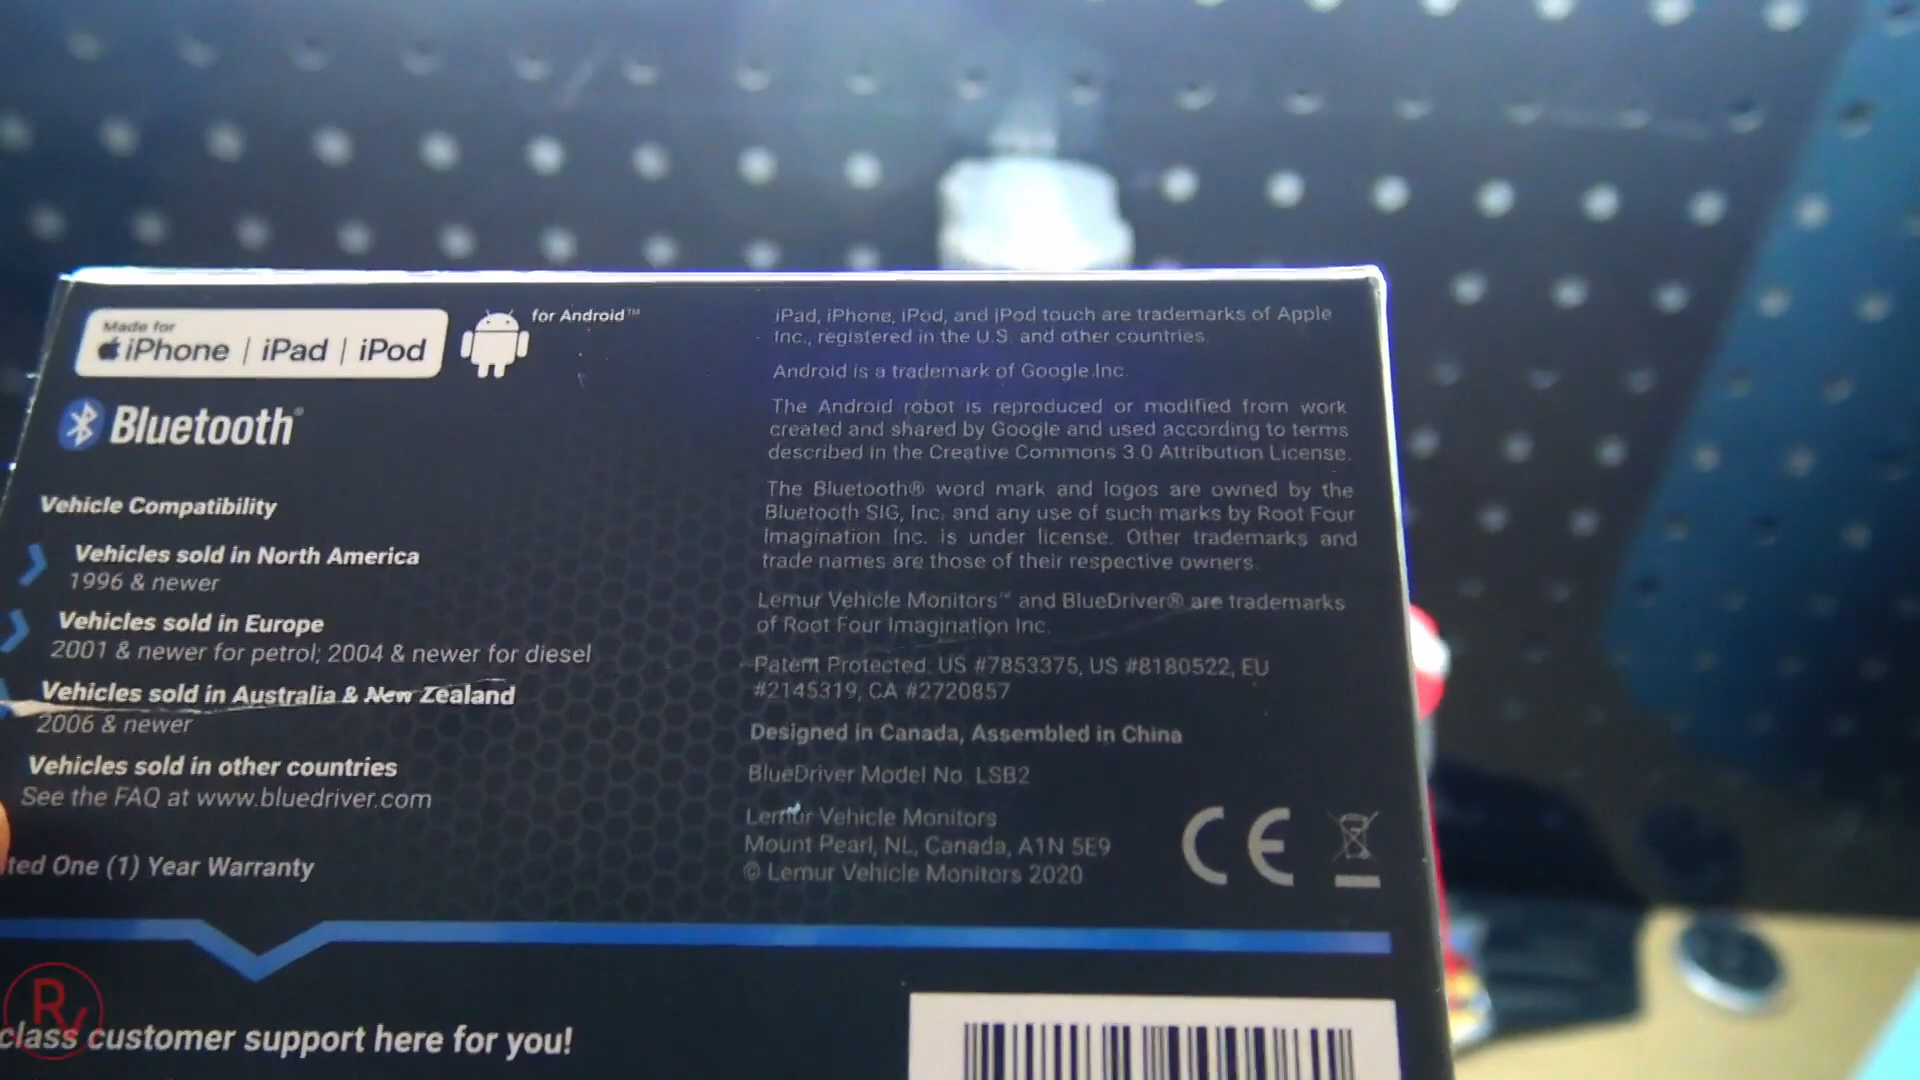 Made for
iPhone | iPad | iPod
for Android™
Bluetooth®
Vehicle Compatibility
Vehicles sold in North America
1996 & newer
Vehicles sold in Europe
2001 & newer for petrol; 2004 & newer for diesel
Vehicles sold in Australia & New Zealand
2006 & newer
Vehicles sold in other countries
See the FAQ at www.bluedriver.com
ted One (1) Year Warranty
iPad, iPhone, iPod, and iPod touch are trademarks of Apple
Inc., registered in the U.S. and other countries.
Android is a trademark of Google Inc.
The Android robot is reproduced or modified from work
created and shared by Google and used according to terms
described in the Creative Commons 3.0 Attribution License.
The Bluetooth® word mark and logos are owned by the
Bluetooth SIG, Inc. and any use of such marks by Root Four
Imagination Inc. is under license. Other trademarks and
trade names are those of their respective owners.
Lemur Vehicle Monitors™ and BlueDriver® are trademarks
of Root Four Imagination Inc.
Patent Protected: US #7853375, US #8180522, EU
#2145319, CA #2720857
Designed in Canada, Assembled in China
BlueDriver Model No. LSB2
Lemur Vehicle Monitors
Mount Pearl, NL, Canada, A1N 5E9
© Lemur Vehicle Monitors 2020
CE
class customer support here for you!
RV